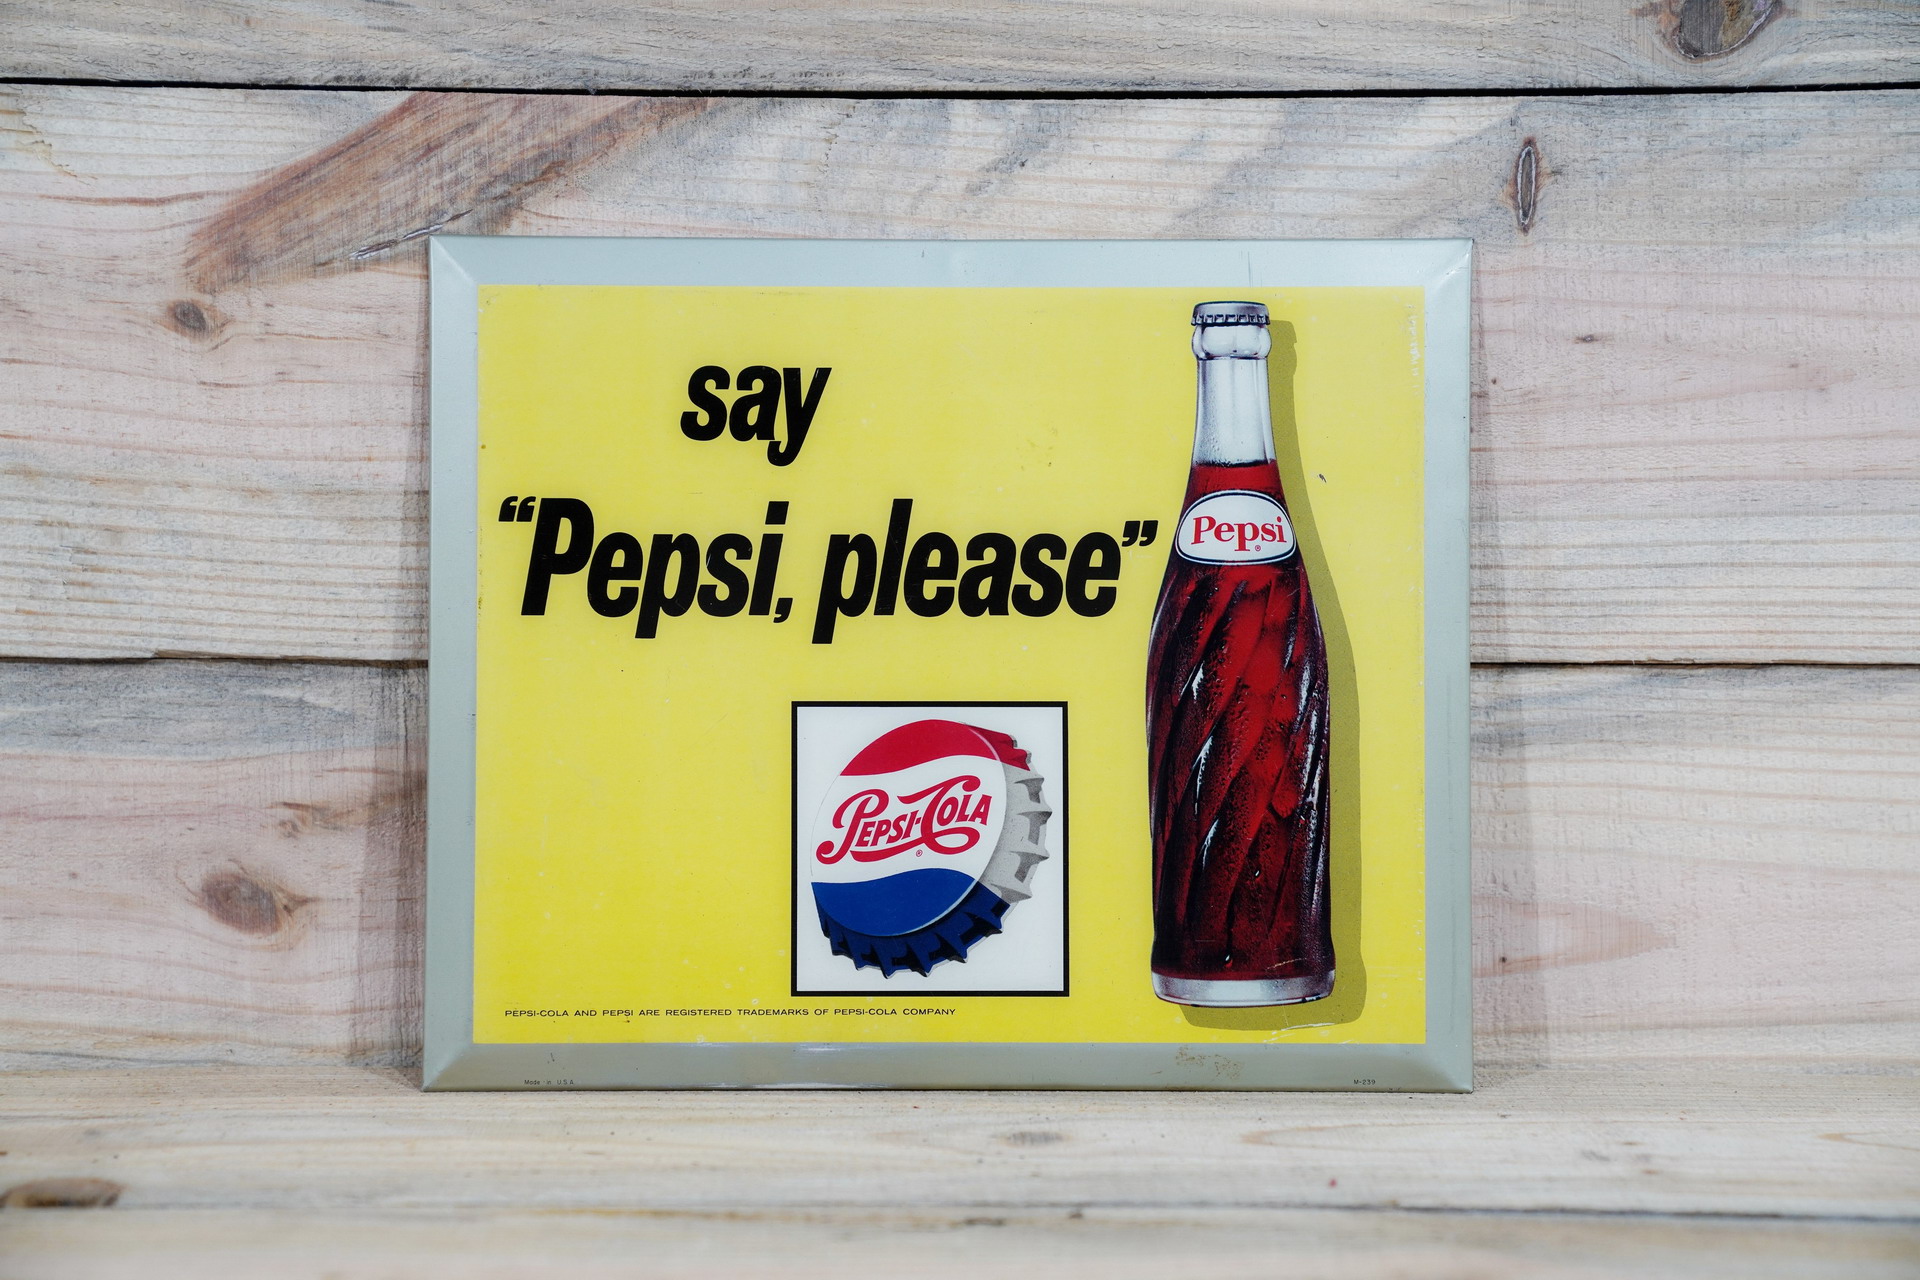 say
“Pepsi, please”
Pepsi
®
PEPSI-COLA
®
PEPSI-COLA AND PEPSI ARE REGISTERED TRADEMARKS OF PEPSI-COLA COMPANY
Made in U.S.A.
M-239